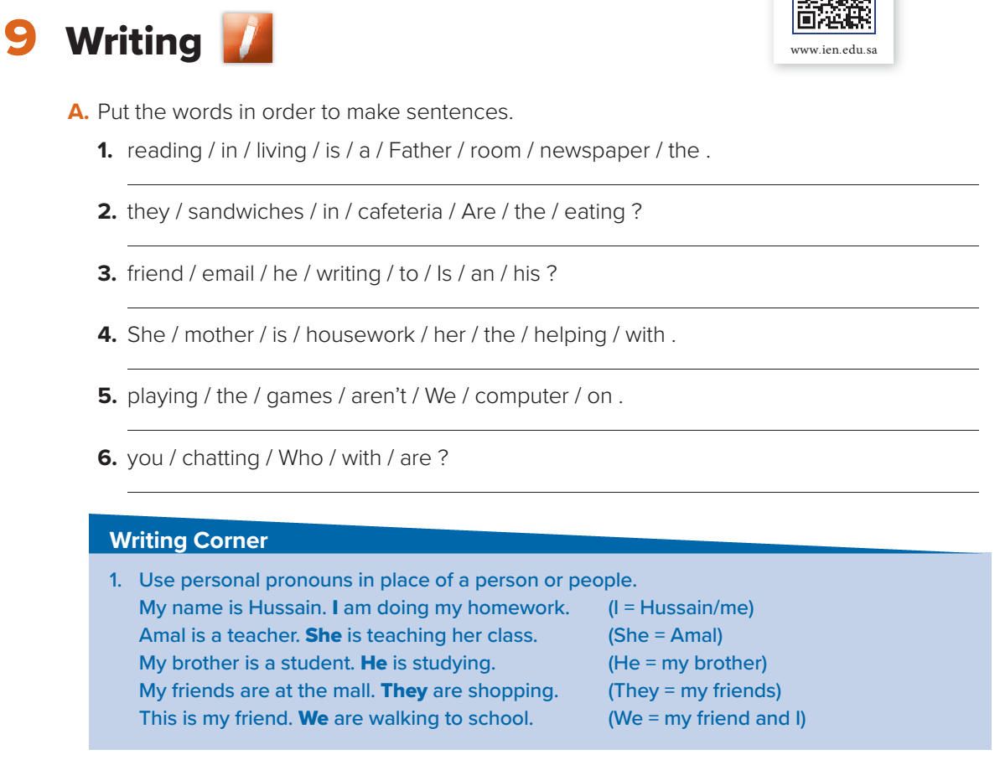 9 Writing
www.ien.edu.sa
A. Put the words in order to make sentences.
1. reading / in / living / is / a / Father / room / newspaper / the .
2. they / sandwiches / in / cafeteria / Are / the / eating ?
3. friend / email / he / writing / to / Is / an / his ?
4. She / mother / is / housework / her / the / helping / with .
5. playing / the / games / aren't / We / computer / on .
6. you / chatting / Who / with / are ?
Writing Corner
1. Use personal pronouns in place of a person or people.
My name is Hussain. I am doing my homework. (I = Hussain/me)
Amal is a teacher. She is teaching her class. (She = Amal)
My brother is a student. He is studying. (He = my brother)
My friends are at the mall. They are shopping. (They = my friends)
This is my friend. We are walking to school. (We = my friend and I)